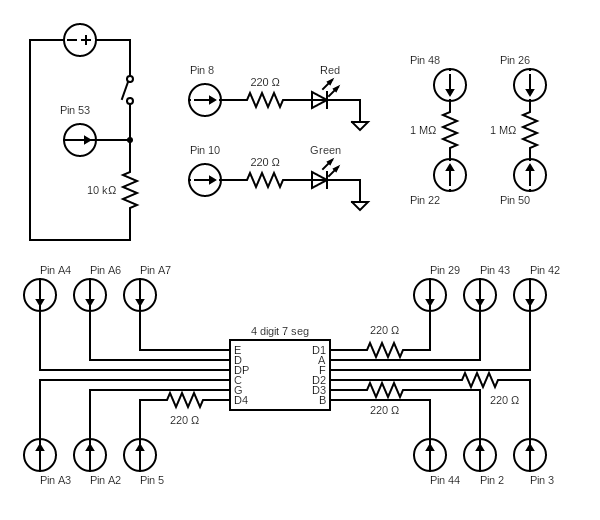 Pin 48
Pin 26
Pin 8
Red
220 Ω
Pin 53
1 MΩ
1 MΩ
Pin 10
220 Ω
Green
10 kΩ
Pin 22
Pin 50
Pin A4
Pin A6
Pin A7
Pin 29
Pin 43
Pin 42
4 digit 7 seg
220 Ω
E
D1
D
A
DP
F
C
D2
G
D3
D4
B
220 Ω
220 Ω
220 Ω
Pin A3
Pin A2
Pin 5
Pin 44
Pin 2
Pin 3